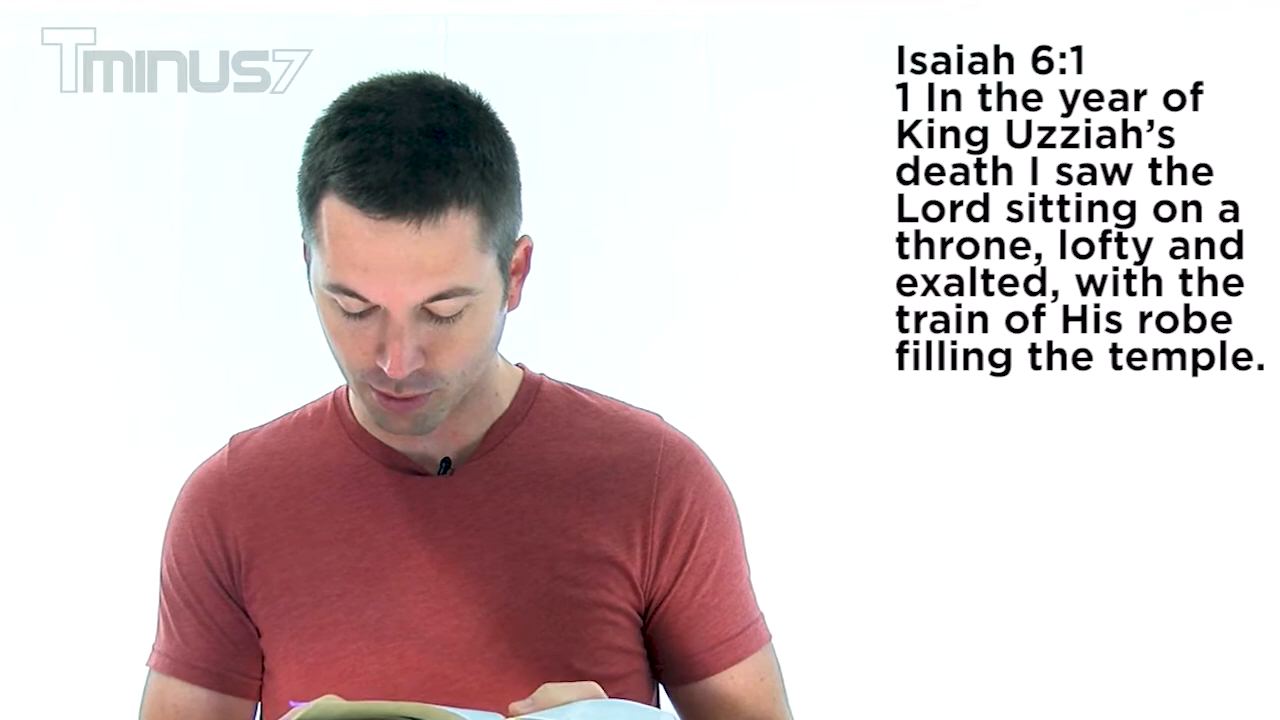 Tminus7
Isaiah 6:1
1 In the year of
King Uzziah’s
death I saw the
Lord sitting on a
throne, lofty and
exalted, with the
train of His robe
filling the temple.